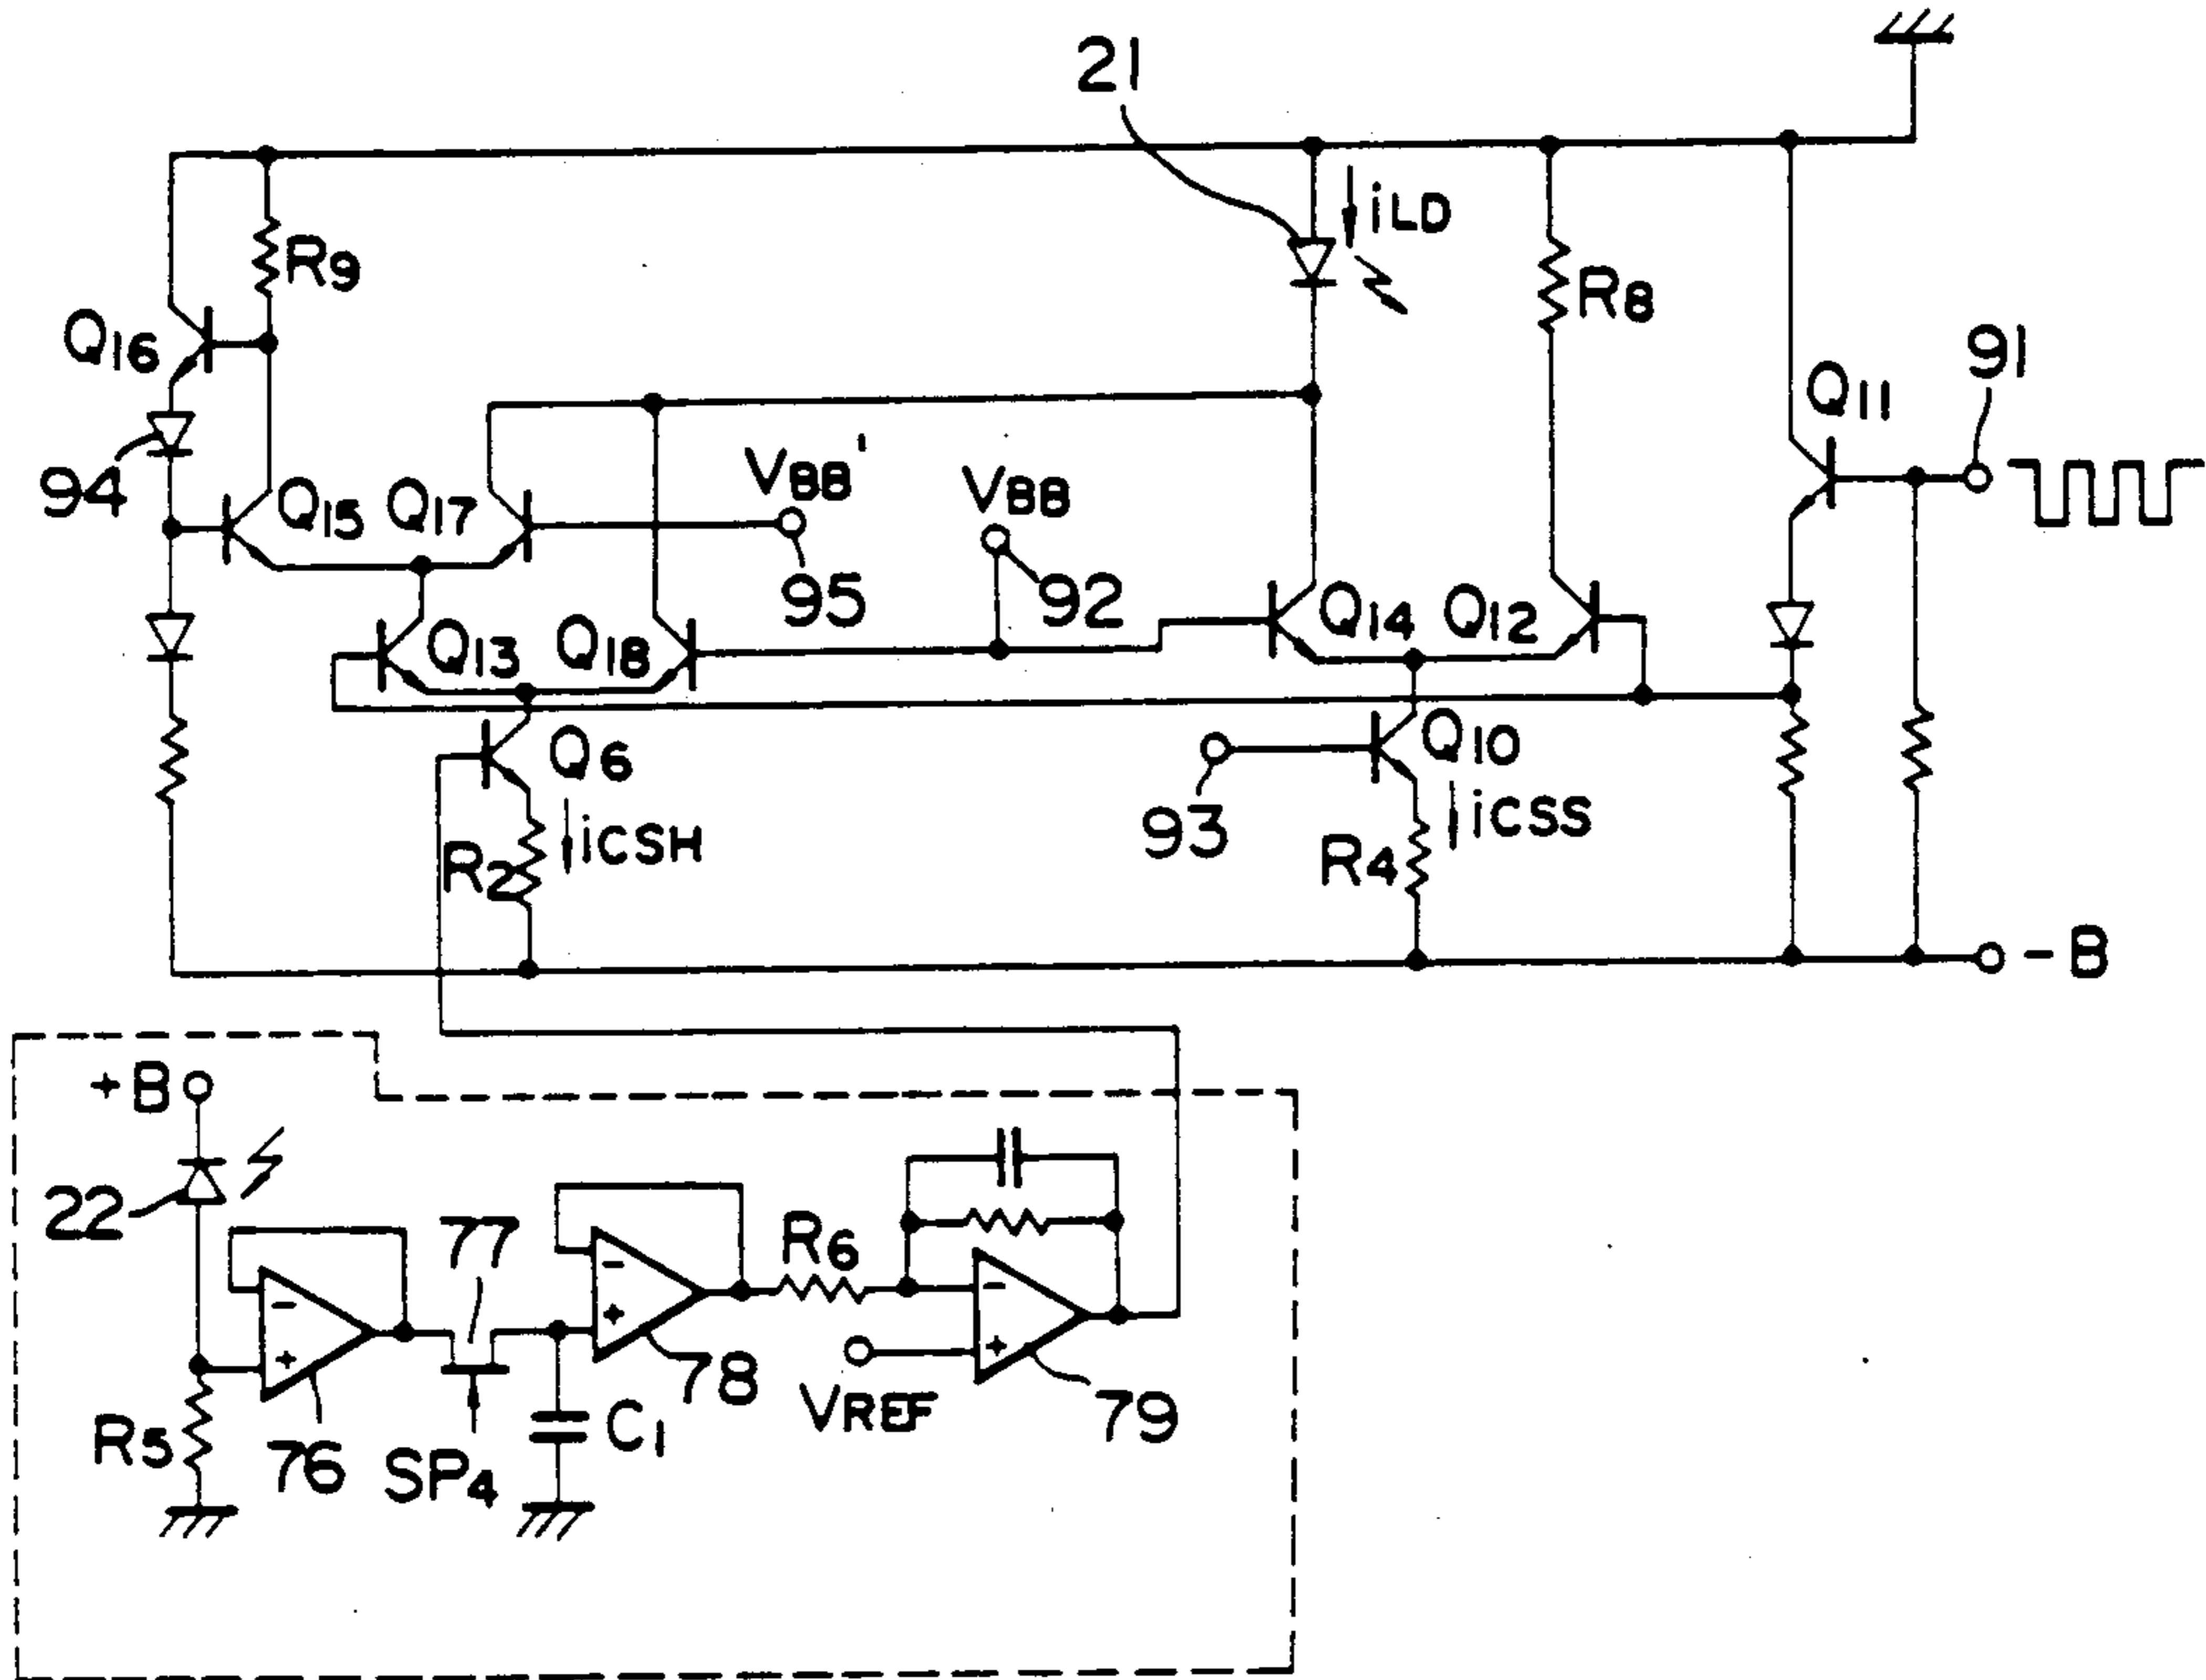 21
iLD
R9
R8
Q16
91
Q11
94
Q15
Q17
VBB'
VBB
95
92
Q14
Q12
Q13
Q18
Q6
Q10
93
iCSH
iCSS
R2
R4
-B
+B
22
77
R6
-
-
-
+
+
+
78
VREF
79
R5
76
SP4
C1